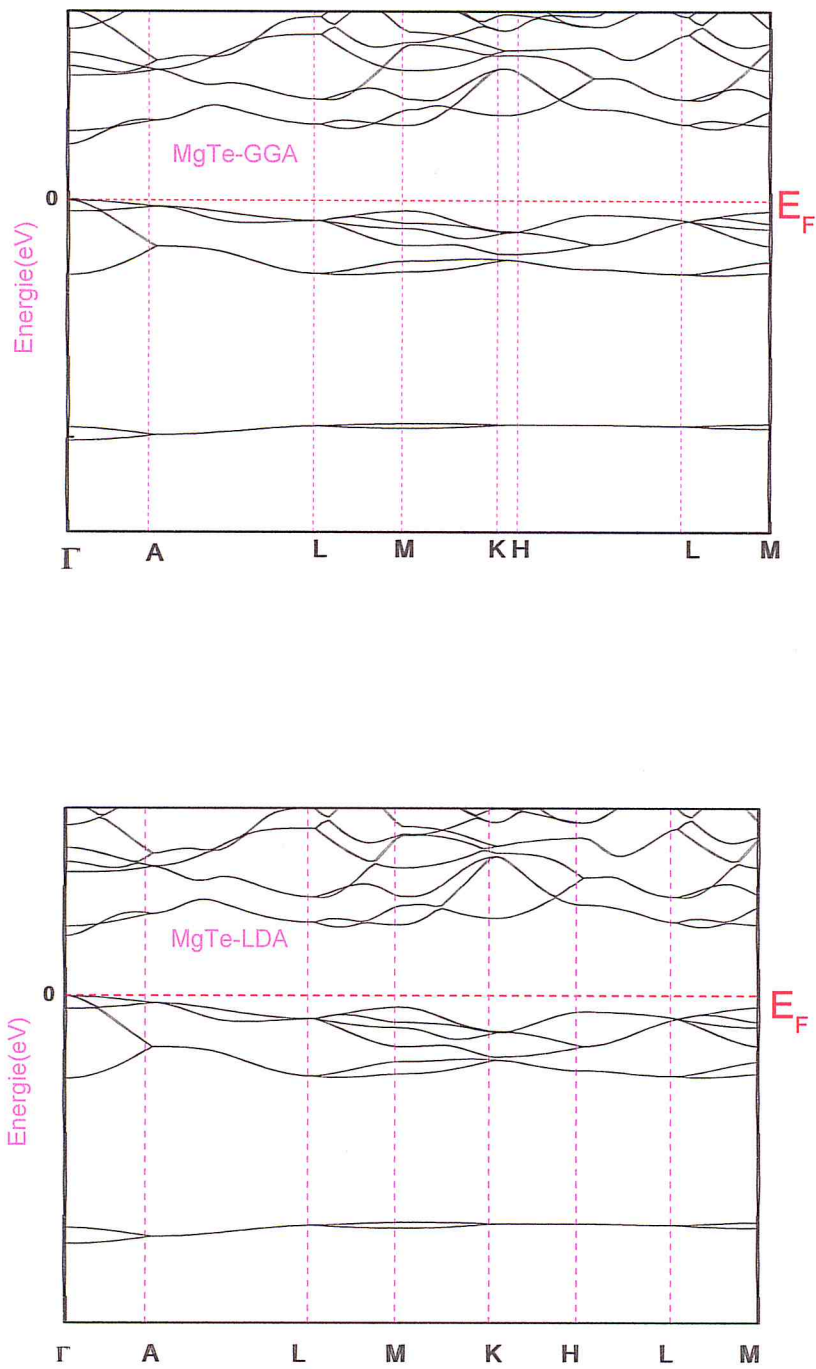 MgTe-GGA
0
E_F
Energie(eV)
Γ A L M K H L M
MgTe-LDA
0
E_F
Energie(eV)
Γ A L M K H L M